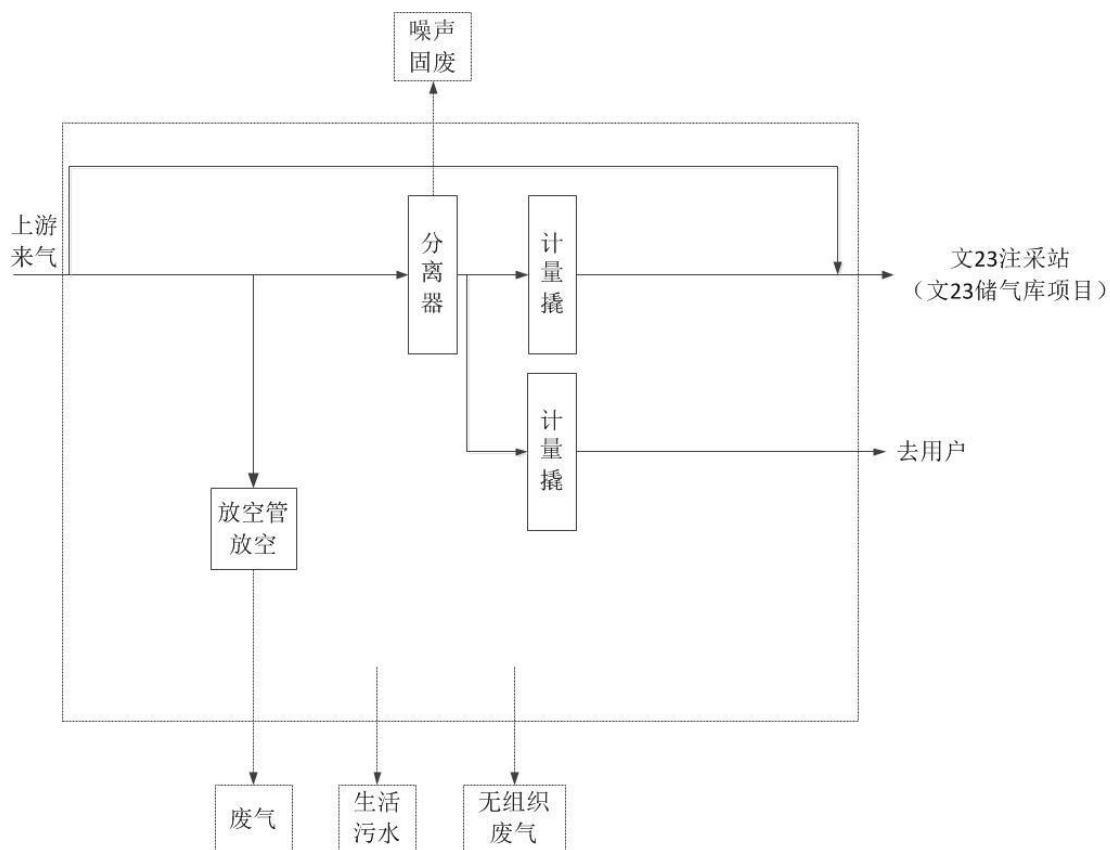 噪声
固废
上游
来气
分离器
计量撬
文23注采站
（文23储气库项目）
计量撬
去用户
放空管
放空
废气
生活
污水
无组织
废气